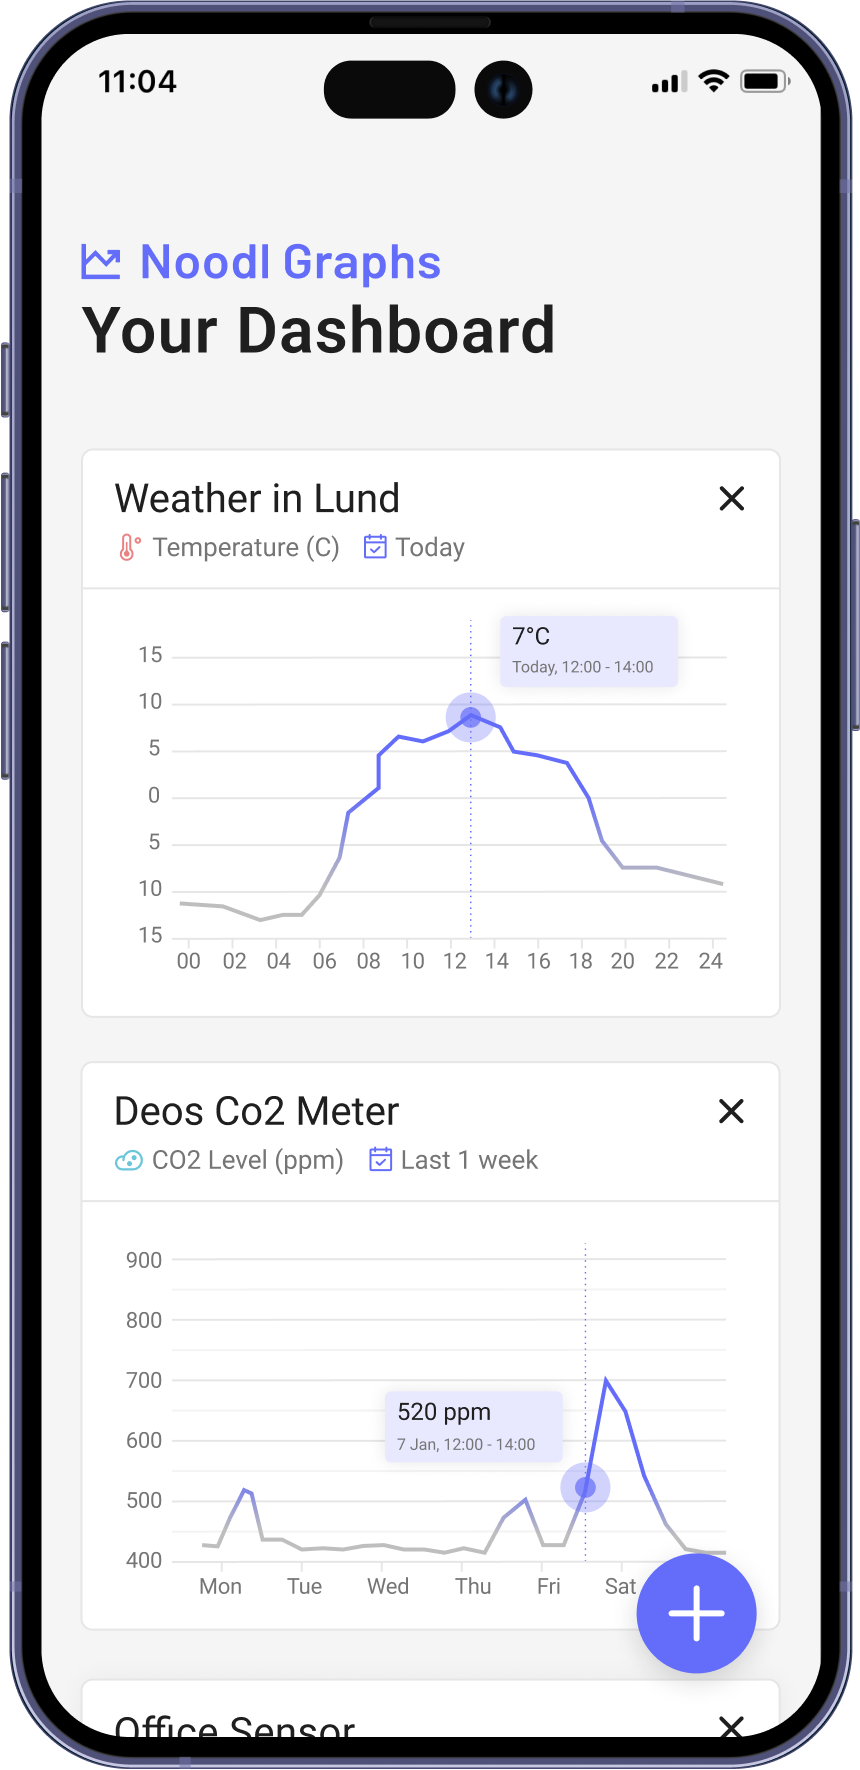 11:04
Noodl Graphs
Your Dashboard
Weather in Lund
Temperature (C) Today
7°C
Today, 12:00 - 14:00
15
10
5
0
5
10
15
00 02 04 06 08 10 12 14 16 18 20 22 24
Deos Co2 Meter
CO2 Level (ppm) Last 1 week
900
800
700
600
500
400
520 ppm
7 Jan, 12:00 - 14:00
Mon Tue Wed Thu Fri Sat
Office Sensor